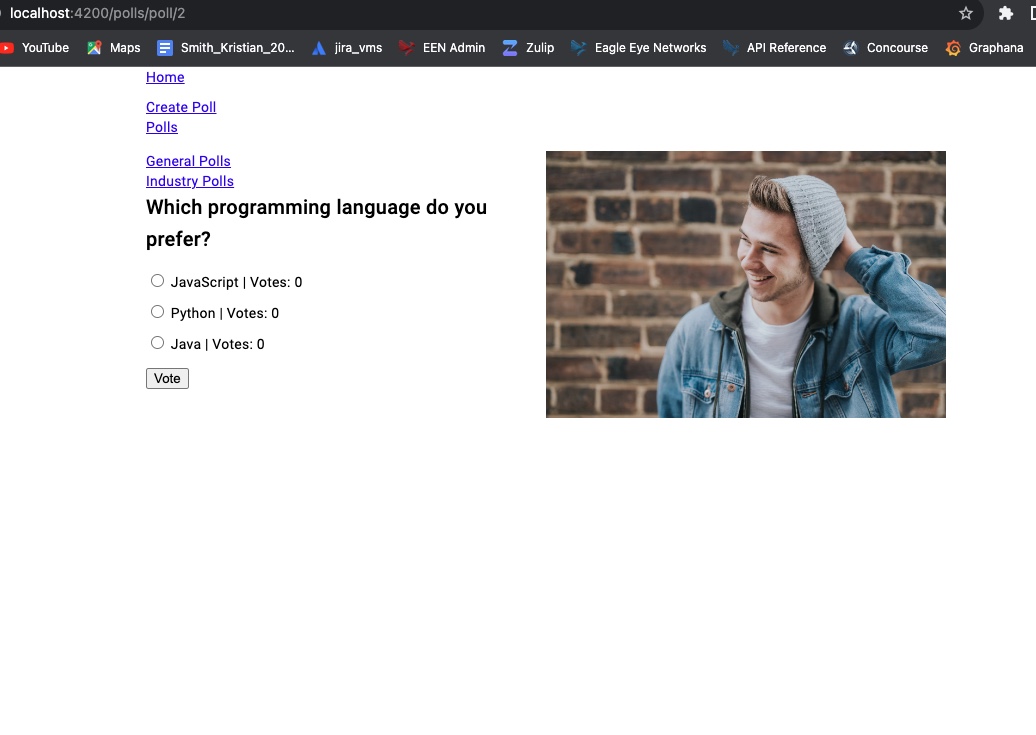 localhost:4200/polls/poll/2
YouTube Maps Smith_Kristian_20... jira_vms EEN Admin Zulip Eagle Eye Networks API Reference Concourse Graphana
Home
Create Poll
Polls
General Polls
Industry Polls
Which programming language do you
prefer?
JavaScript | Votes: 0
Python | Votes: 0
Java | Votes: 0
Vote